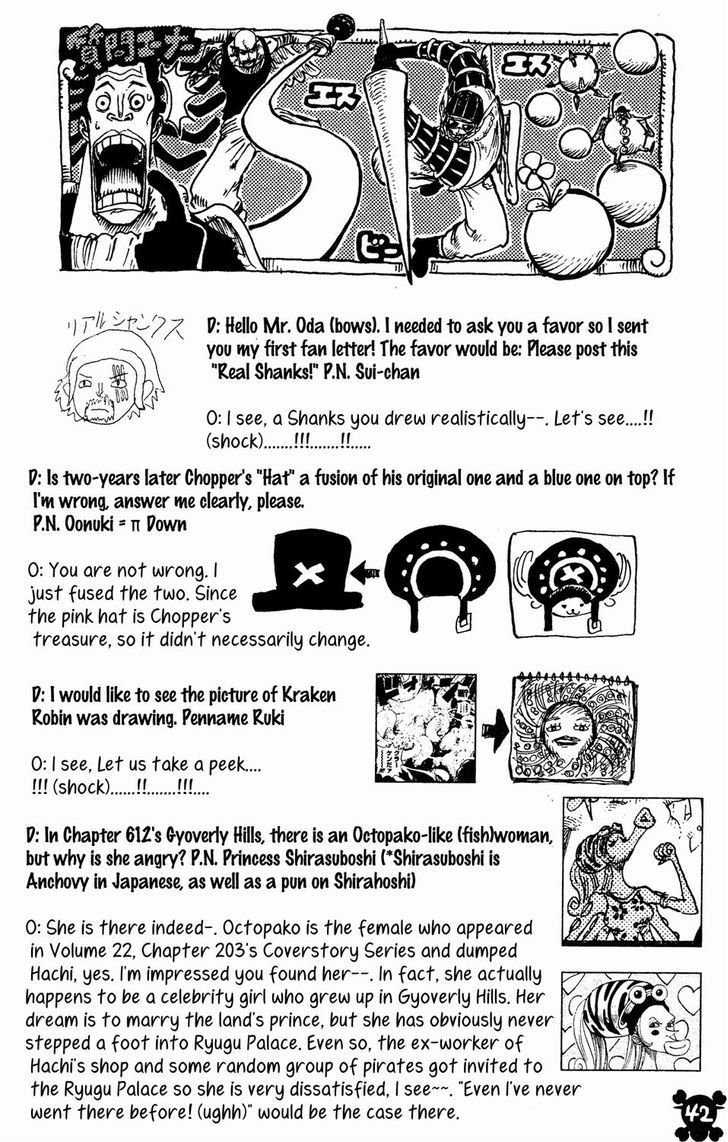 質問コーナー
エス
S
エス
B
ビー
S
リアルシャンクス
D: Hello Mr. Oda (bows). I needed to ask you a favor so I sent
you my first fan letter! The favor would be: Please post this
"Real Shanks!" P.N. Sui-chan
O: I see, a Shanks you drew realistically--. Let's see....!!
(shock).......!!!.......!!.....
D: Is two-years later Chopper's "Hat" a fusion of his original one and a blue one on top? If
I'm wrong, answer me clearly, please.
P.N. Oonuki = π Down
O: You are not wrong. I
just fused the two. Since
the pink hat is Chopper's
treasure, so it didn't necessarily change.
D: I would like to see the picture of Kraken
Robin was drawing. Penname Ruki
O: I see, Let us take a peek....
!!! (shock)......!!.......!!!....
D: In Chapter 612's Gyoverly Hills, there is an Octopako-like (fish)woman,
but why is she angry? P.N. Princess Shirasuboshi (*Shirasuboshi is
Anchovy in Japanese, as well as a pun on Shirahoshi)
O: She is there indeed-. Octopako is the female who appeared
in Volume 22, Chapter 203's Coverstory Series and dumped
Hachi, yes. I'm impressed you found her--. In fact, she actually
happens to be a celebrity girl who grew up in Gyoverly Hills. Her
dream is to marry the land's prince, but she has obviously never
stepped a foot into Ryugu Palace. Even so, the ex-worker of
Hachi's shop and some random group of pirates got invited to
the Ryugu Palace so she is very dissatisfied, I see~~. "Even I've never
went there before! (ughh)" would be the case there.
42